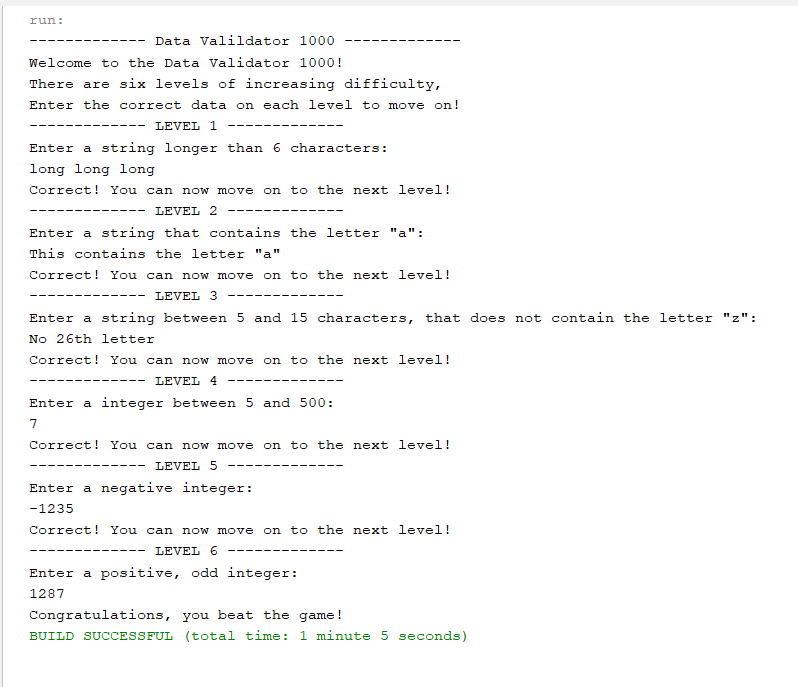 run:
------------- Data Valildator 1000 -------------
Welcome to the Data Validator 1000!
There are six levels of increasing difficulty,
Enter the correct data on each level to move on!
------------- LEVEL 1 -------------
Enter a string longer than 6 characters:
long long long
Correct! You can now move on to the next level!
------------- LEVEL 2 -------------
Enter a string that contains the letter "a":
This contains the letter "a"
Correct! You can now move on to the next level!
------------- LEVEL 3 -------------
Enter a string between 5 and 15 characters, that does not contain the letter "z":
No 26th letter
Correct! You can now move on to the next level!
------------- LEVEL 4 -------------
Enter a integer between 5 and 500:
7
Correct! You can now move on to the next level!
------------- LEVEL 5 -------------
Enter a negative integer:
-1235
Correct! You can now move on to the next level!
------------- LEVEL 6 -------------
Enter a positive, odd integer:
1287
Congratulations, you beat the game!
BUILD SUCCESSFUL (total time: 1 minute 5 seconds)